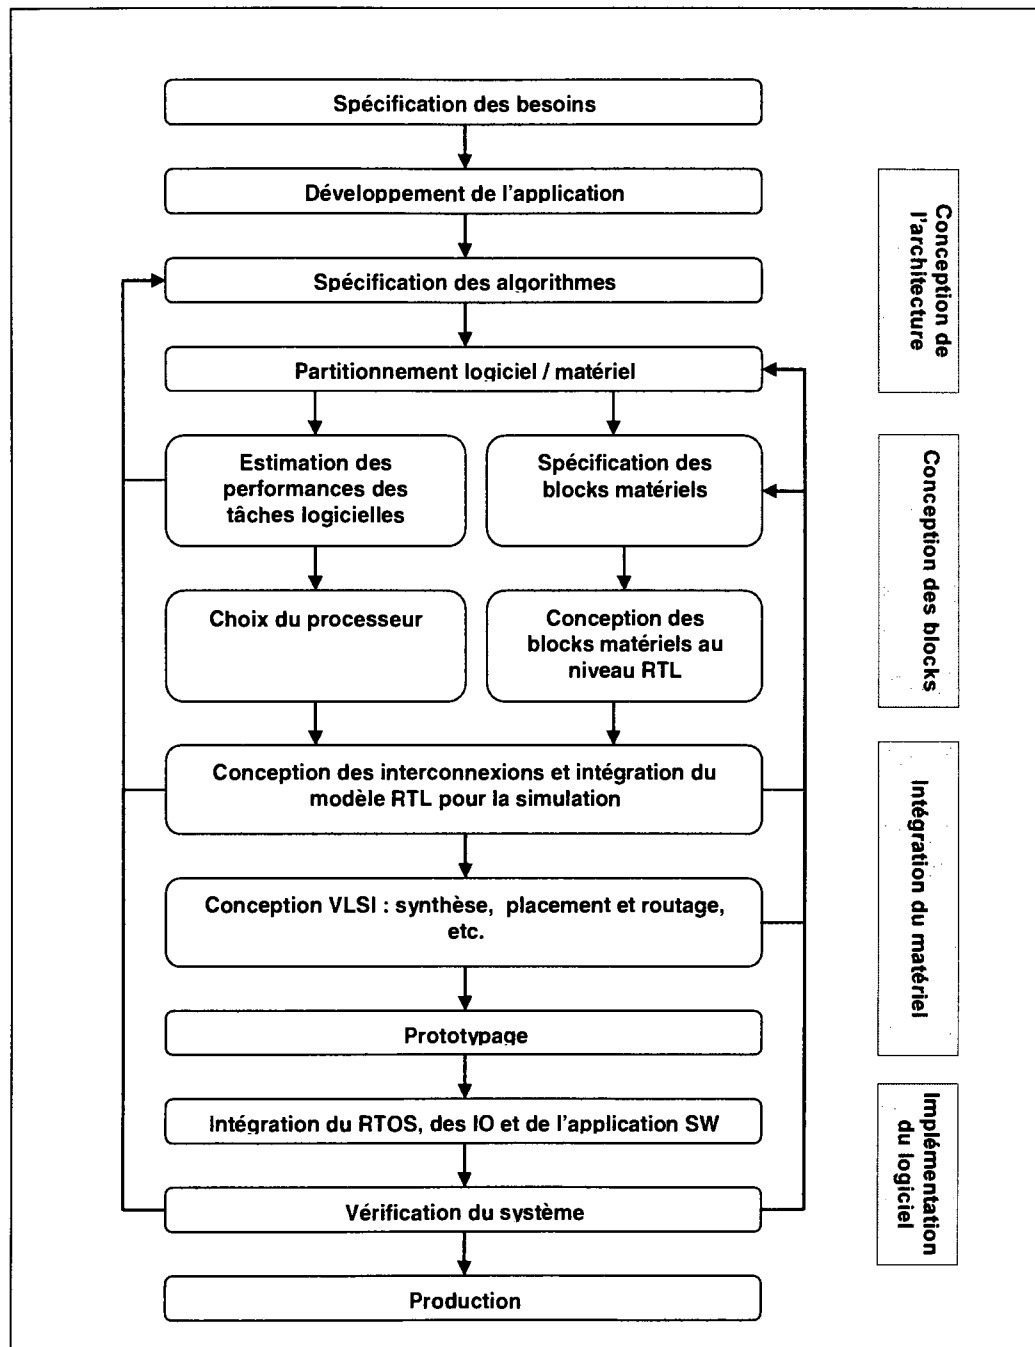 Spécification des besoins
Développement de l'application
Spécification des algorithmes
Partitionnement logiciel / matériel
Estimation des
performances des
tâches logicielles
Spécification des
blocks matériels
Choix du processeur
Conception des
blocks matériels au
niveau RTL
Conception des interconnexions et intégration du
modèle RTL pour la simulation
Conception VLSI : synthèse, placement et routage,
etc.
Prototypage
Intégration du RTOS, des IO et de l'application SW
Vérification du système
Production
Conception de
l'architecture
Conception des blocks
Intégration du matériel
Implémentation
du logiciel